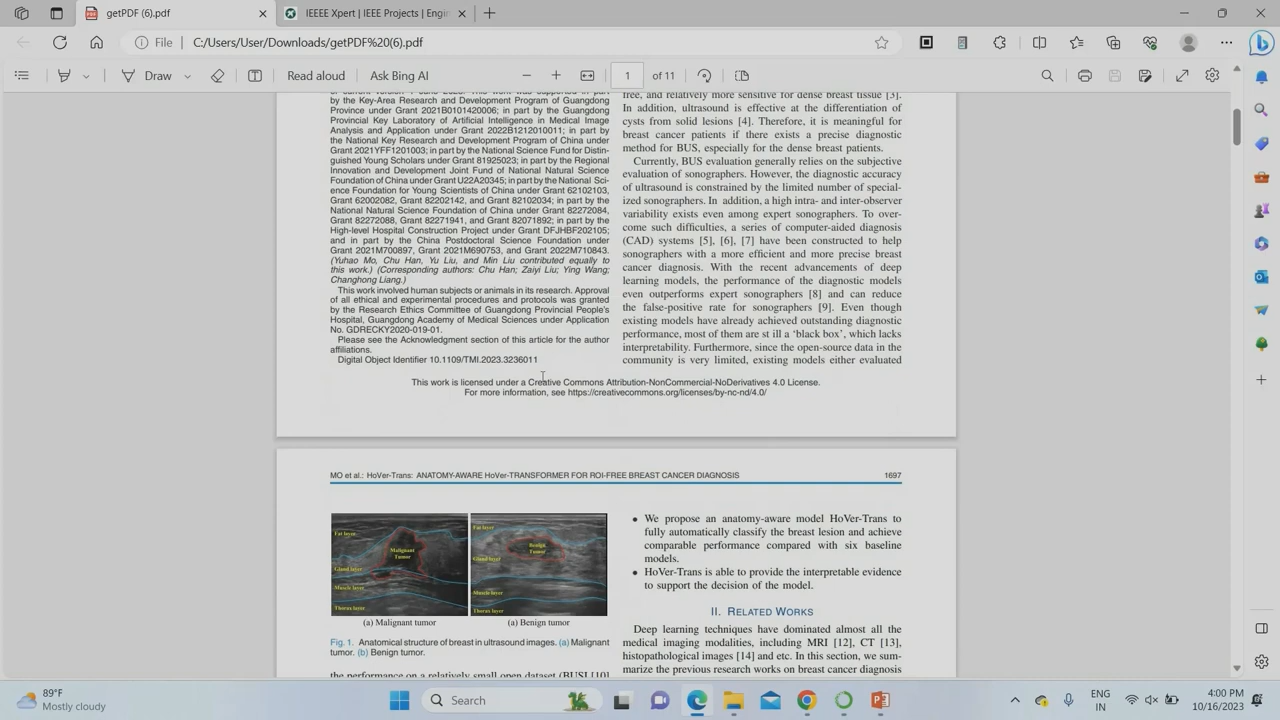 getPDF (6).pdf
IEEEE Xpert | IEEE Projects | Engin
File
C:/Users/User/Downloads/getPDF%20(6).pdf
Draw
Read aloud
Ask Bing AI
1
of 11
by the Key-Area Research and Development Program of Guangdong
Province under Grant 2021B0101420006; in part by the Guangdong
Provincial Key Laboratory of Artificial Intelligence in Medical Image
Analysis and Application under Grant 2022B1212010011; in part by
the National Key Research and Development Program of China under
Grant 2021YFF1201003; in part by the National Science Fund for Distin-
guished Young Scholars under Grant 81925023; in part by the Regional
Innovation and Development Joint Fund of National Natural Science
Foundation of China under Grant U22A20345; in part by the National Sci-
ence Foundation for Young Scientists of China under Grant 62102103,
Grant 62002082, Grant 82202142, and Grant 82102034; in part by the
National Natural Science Foundation of China under Grant 82272084,
Grant 82272088, Grant 82271941, and Grant 82071892; in part by the
High-level Hospital Construction Project under Grant DFJHBF202105;
and in part by the China Postdoctoral Science Foundation under
Grant 2021M700897, Grant 2021M690753, and Grant 2022M710843.
(Yuhao Mo, Chu Han, Yu Liu, and Min Liu contributed equally to
this work.) (Corresponding authors: Chu Han; Zaiyi Liu; Ying Wang;
Changhong Liang.)
This work involved human subjects or animals in its research. Approval
of all ethical and experimental procedures and protocols was granted
by the Research Ethics Committee of Guangdong Provincial People's
Hospital, Guangdong Academy of Medical Sciences under Application
No. GDRECKY2020-019-01.
Please see the Acknowledgment section of this article for the author
affiliations.
Digital Object Identifier 10.1109/TMI.2023.3236011
free, and relatively more sensitive for dense breast tissue [3].
In addition, ultrasound is effective at the differentiation of
cysts from solid lesions [4]. Therefore, it is meaningful for
breast cancer patients if there exists a precise diagnostic
method for BUS, especially for the dense breast patients.
Currently, BUS evaluation generally relies on the subjective
evaluation of sonographers. However, the diagnostic accuracy
of ultrasound is constrained by the limited number of special-
ized sonographers. In addition, a high intra- and inter-observer
variability exists even among expert sonographers. To over-
come such difficulties, a series of computer-aided diagnosis
(CAD) systems [5], [6], [7] have been constructed to help
sonographers with a more efficient and more precise breast
cancer diagnosis. With the recent advancements of deep
learning models, the performance of the diagnostic models
even outperforms expert sonographers [8] and can reduce
the false-positive rate for sonographers [9]. Even though
existing models have already achieved outstanding diagnostic
performance, most of them are st ill a 'black box', which lacks
interpretability. Furthermore, since the open-source data in the
community is very limited, existing models either evaluated
This work is licensed under a Creative Commons Attribution-NonCommercial-NoDerivatives 4.0 License.
For more information, see https://creativecommons.org/licenses/by-nc-nd/4.0/
MO et al.: HoVer-Trans: ANATOMY-AWARE HoVer-TRANSFORMER FOR ROI-FREE BREAST CANCER DIAGNOSIS
1697
Fat layer
Malignant
Tumor
Gland layer
Muscle layer
Thorax layer
Fat layer
Benign
Tumor
Gland layer
Muscle layer
Thorax layer
(a) Malignant tumor
(a) Benign tumor
Fig. 1. Anatomical structure of breast in ultrasound images. (a) Malignant
tumor. (b) Benign tumor.
the performance on a relatively small open dataset (BUSI [10]
• We propose an anatomy-aware model HoVer-Trans to
fully automatically classify the breast lesion and achieve
comparable performance compared with six baseline
models.
• HoVer-Trans is able to provide the interpretable evidence
to support the decision of the model.
II. RELATED WORKS
Deep learning techniques have dominated almost all the
medical imaging modalities, including MRI [12], CT [13],
histopathological images [14] and etc. In this section, we sum-
marize the previous research works on breast cancer diagnosis
89°F
Mostly cloudy
Search
ENG
IN
4:00 PM
10/16/2023